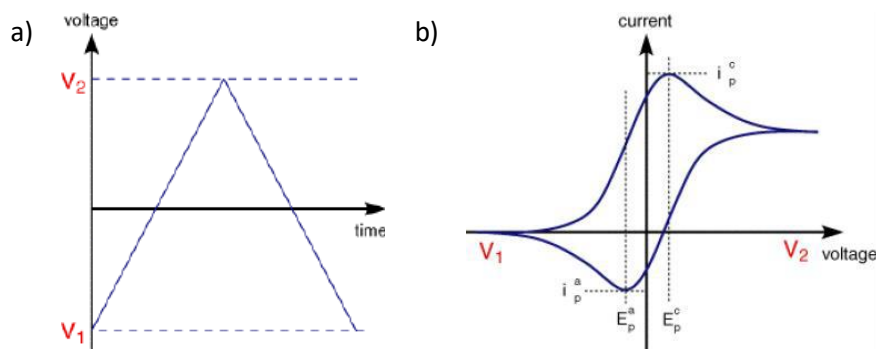 a)
voltage
V2
V1
time
b)
current
i p c
i p a
V1
V2
voltage
E p a
E p c